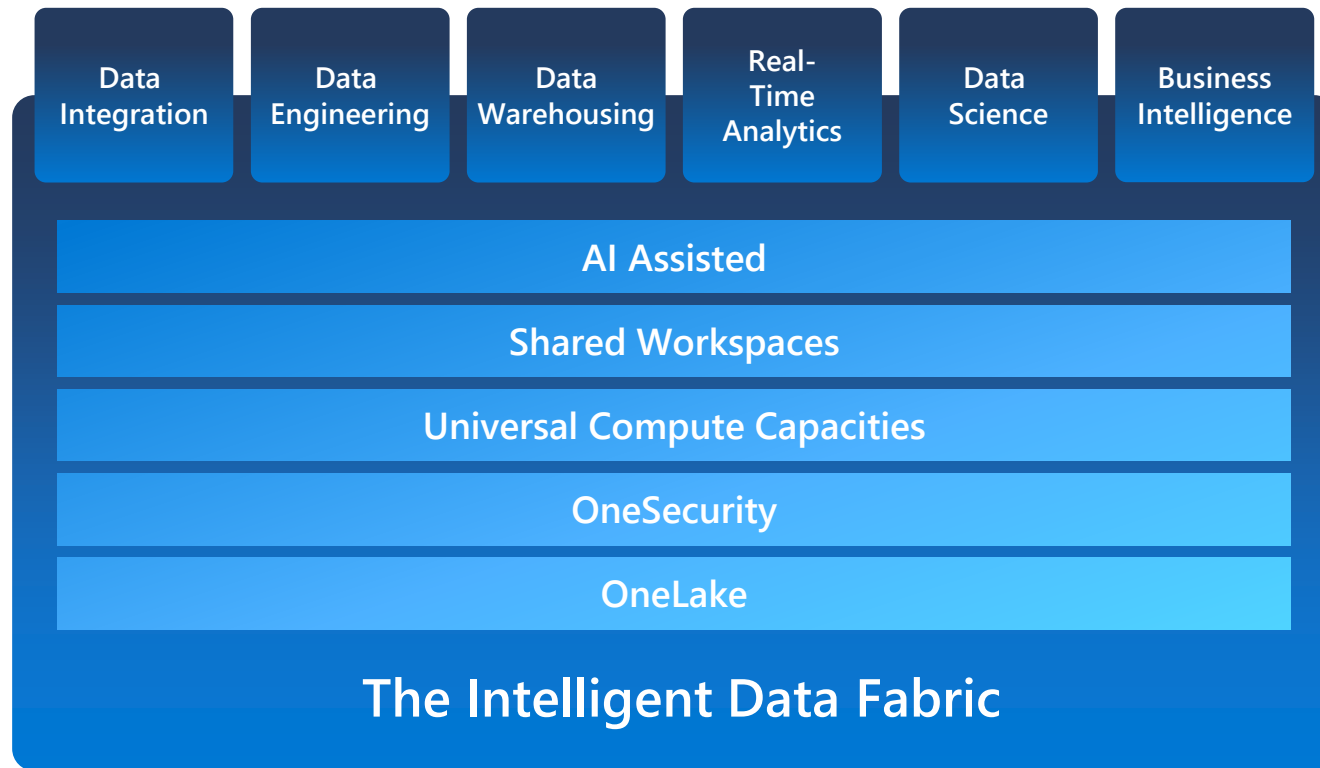 Data
Integration
Data
Engineering
Data
Warehousing
Real-
Time
Analytics
Data
Science
Business
Intelligence
AI Assisted
Shared Workspaces
Universal Compute Capacities
OneSecurity
OneLake
The Intelligent Data Fabric